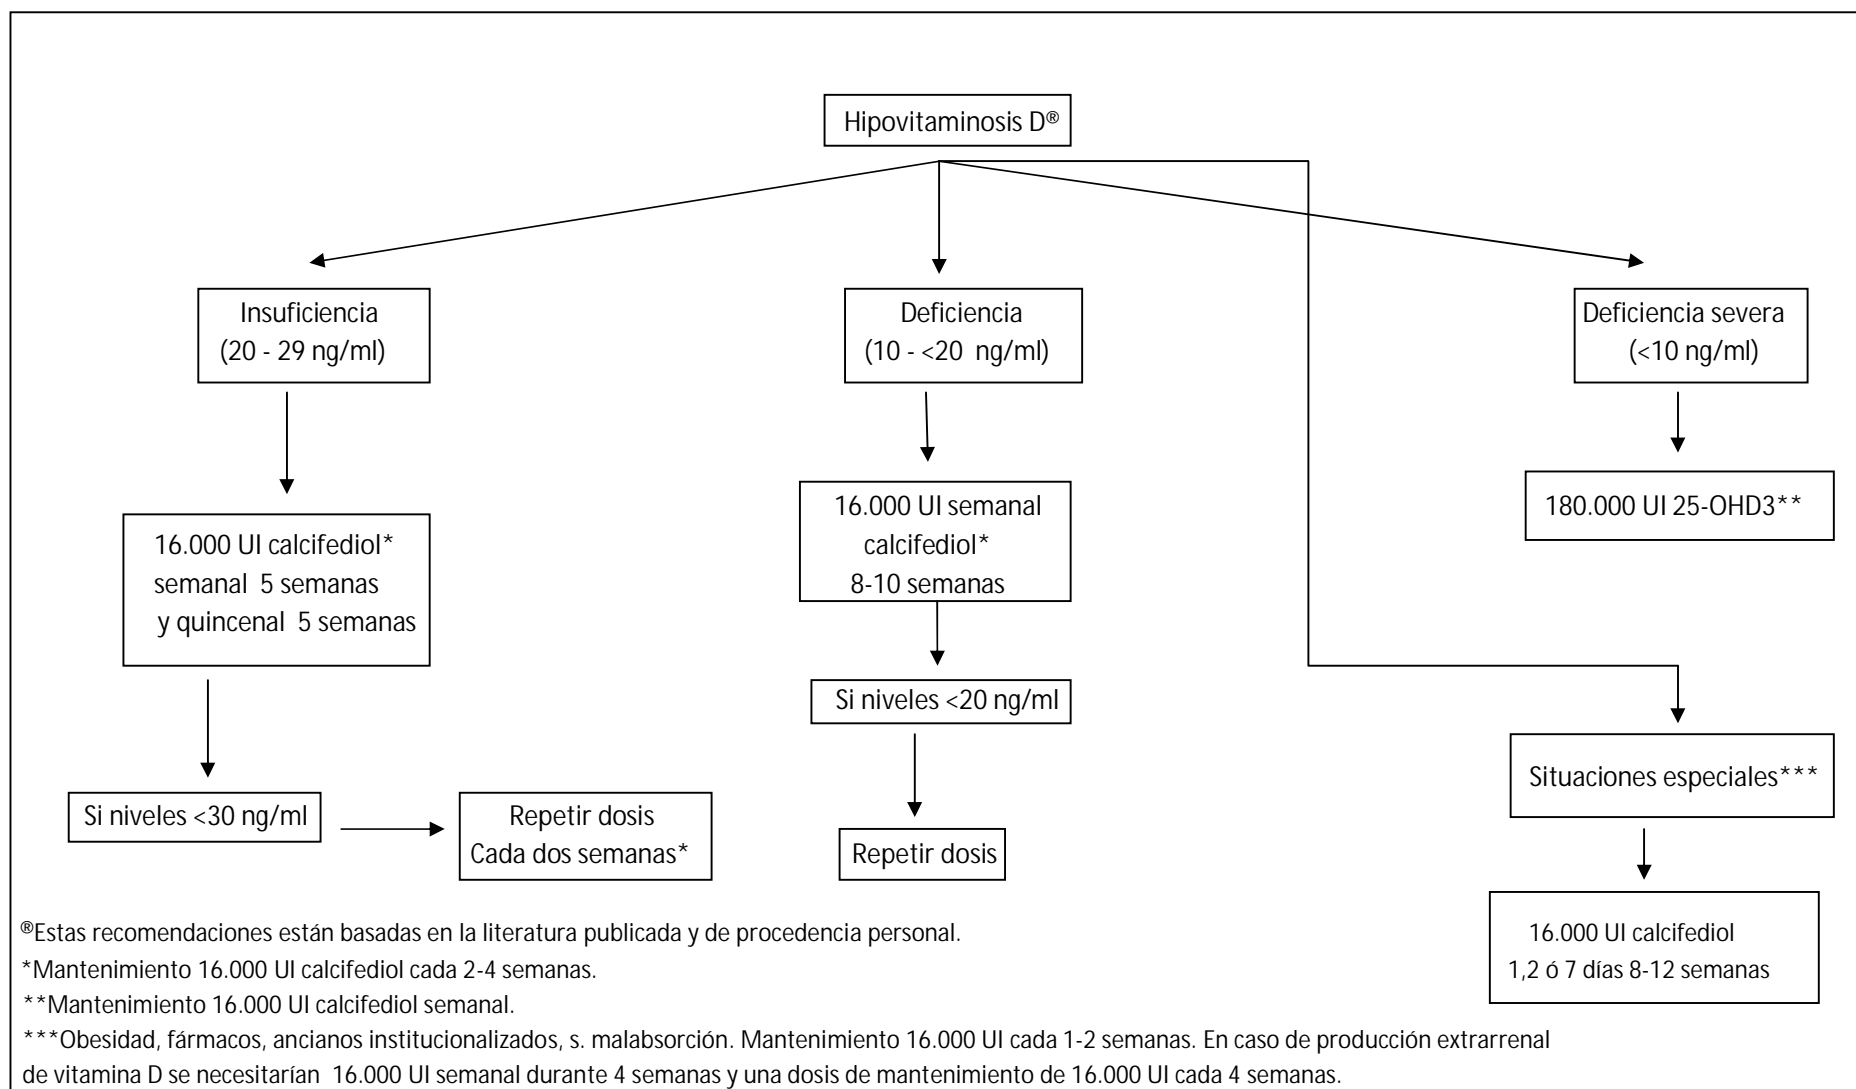 Hipovitaminosis D®
Insuficiencia
(20 - 29 ng/ml)
16.000 UI calcifediol*
semanal 5 semanas
y quincenal 5 semanas
Si niveles <30 ng/ml
Repetir dosis
Cada dos semanas*
Deficiencia
(10 - <20 ng/ml)
16.000 UI semanal
calcifediol*
8-10 semanas
Si niveles <20 ng/ml
Repetir dosis
Deficiencia severa
(<10 ng/ml)
180.000 UI 25-OHD3**
Situaciones especiales***
16.000 UI calcifediol
1,2 ó 7 días 8-12 semanas
®Estas recomendaciones están basadas en la literatura publicada y de procedencia personal.
*Mantenimiento 16.000 UI calcifediol cada 2-4 semanas.
**Mantenimiento 16.000 UI calcifediol semanal.
***Obesidad, fármacos, ancianos institucionalizados, s. malabsorción. Mantenimiento 16.000 UI cada 1-2 semanas. En caso de producción extrarrenal
de vitamina D se necesitarían 16.000 UI semanal durante 4 semanas y una dosis de mantenimiento de 16.000 UI cada 4 semanas.